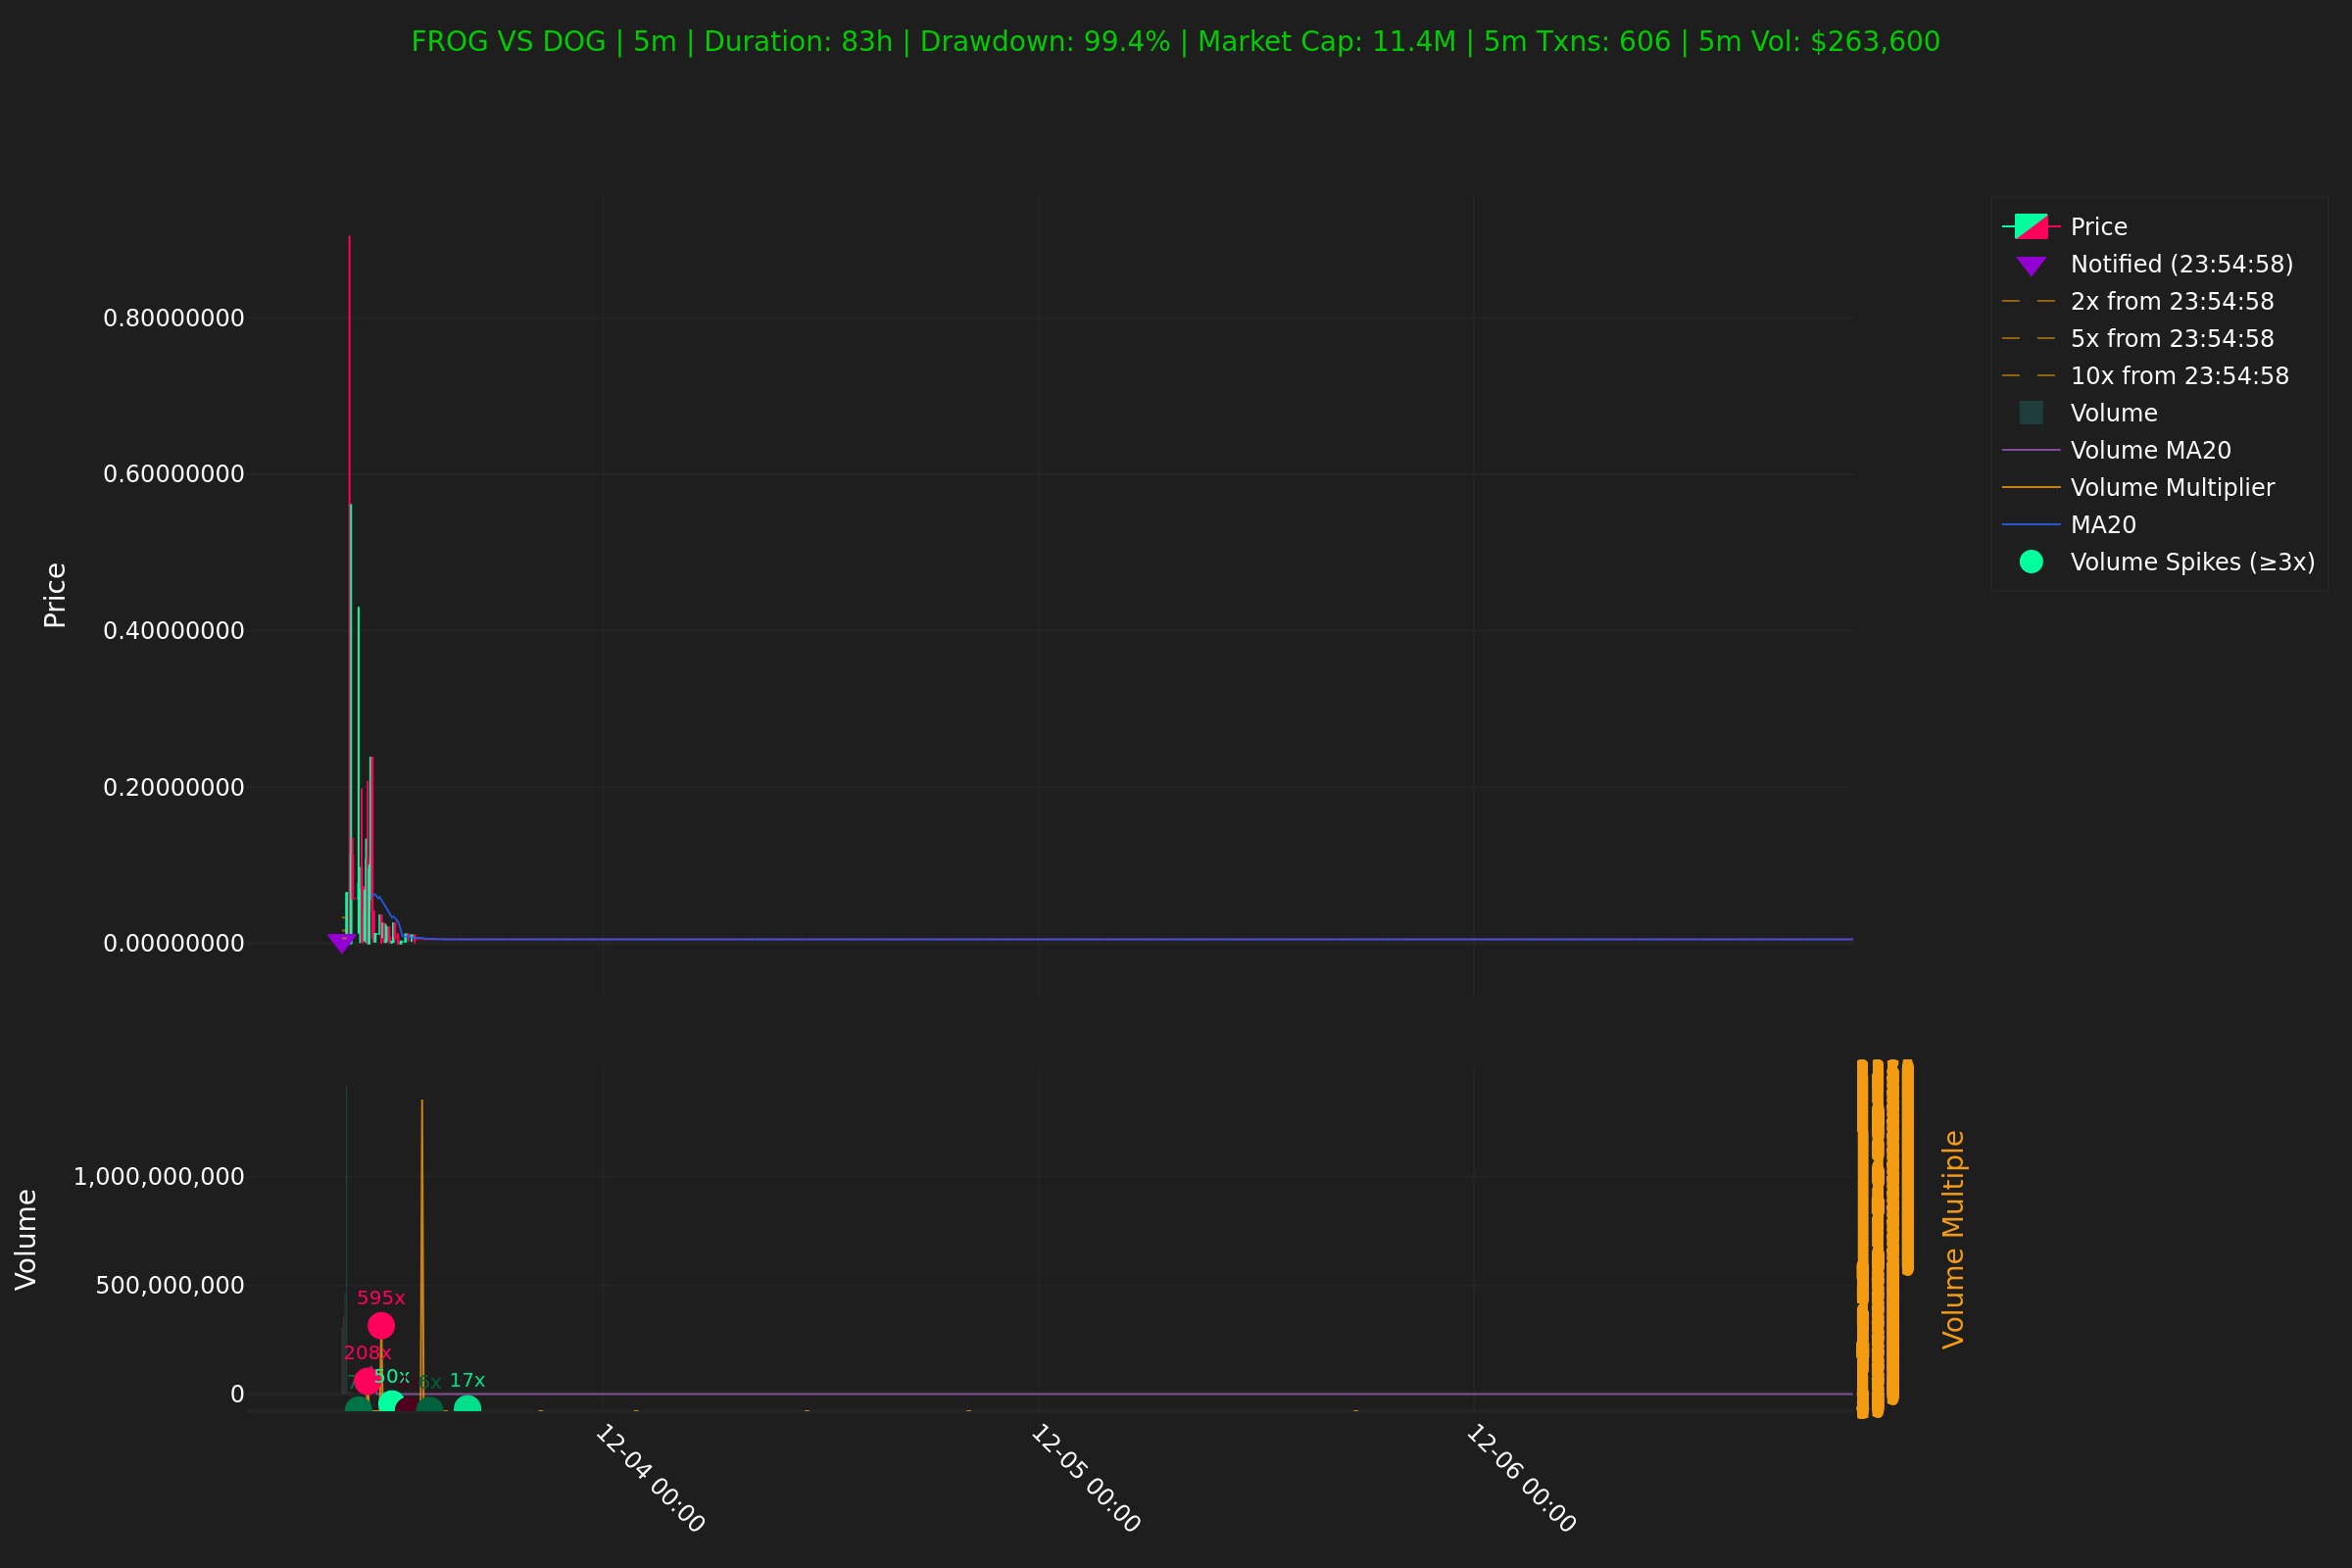 FROG VS DOG | 5m | Duration: 83h | Drawdown: 99.4% | Market Cap: 11.4M | 5m Txns: 606 | 5m Vol: $263,600
Price
0.80000000
0.60000000
0.40000000
0.20000000
0.00000000
Price
Notified (23:54:58)
2x from 23:54:58
5x from 23:54:58
10x from 23:54:58
Volume
Volume MA20
Volume Multiplier
MA20
Volume Spikes (≥3x)
Volume
1,000,000,000
500,000,000
0
595x
208x
50x
17x
Volume Multiple
12-04 00:00
12-05 00:00
12-06 00:00